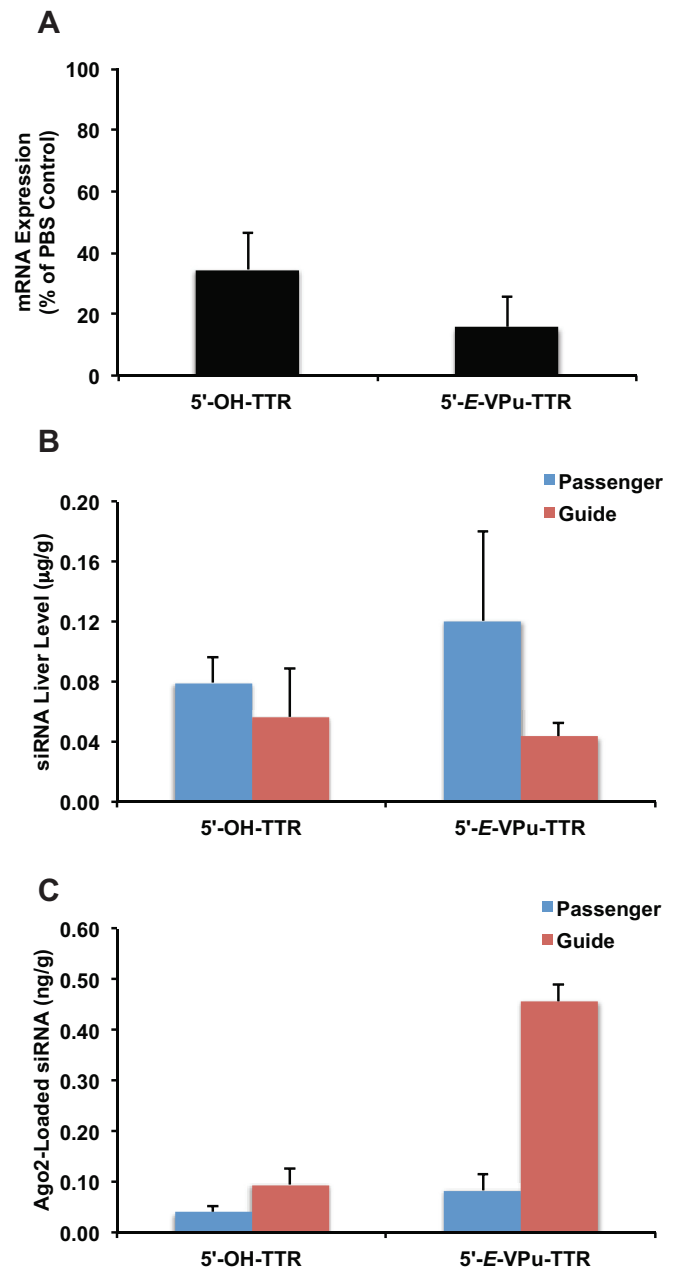 A
mRNA Expression
(% of PBS Control)
100
80
60
40
20
0
5'-OH-TTR
5'-E-VPu-TTR
B
Passenger
Guide
siRNA Liver Level (μg/g)
0.20
0.16
0.12
0.08
0.04
0.00
5'-OH-TTR
5'-E-VPu-TTR
C
Passenger
Guide
Ago2-Loaded siRNA (ng/g)
0.60
0.50
0.40
0.30
0.20
0.10
0.00
5'-OH-TTR
5'-E-VPu-TTR